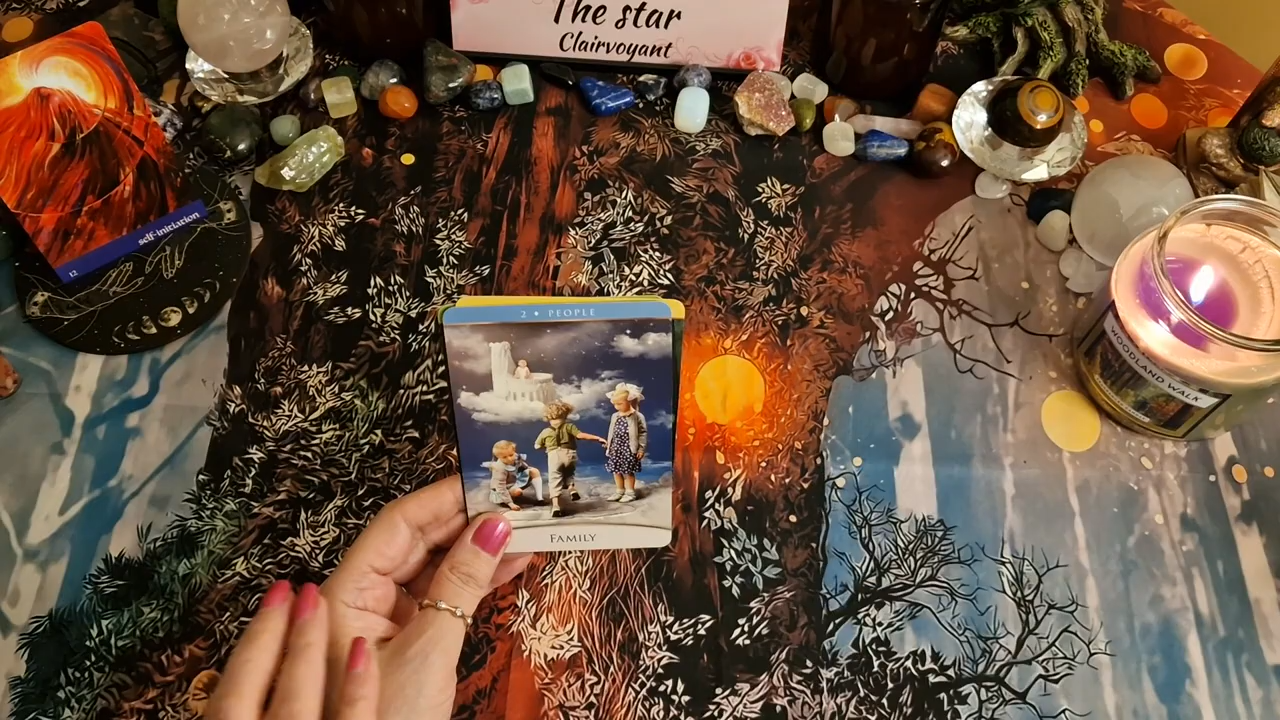 The star
Clairvoyant
self-initiation
12
2 • PEOPLE
FAMILY
WOODLAND WALK